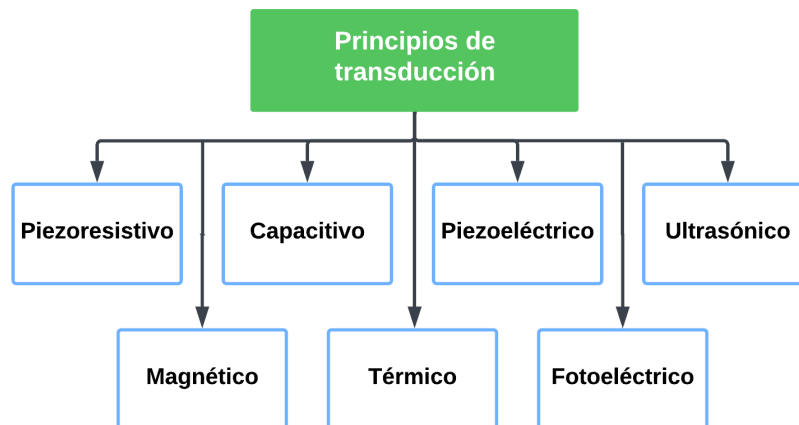 Principios de
transducción
Piezoresistivo
Capacitivo
Piezoeléctrico
Ultrasónico
Magnético
Térmico
Fotoeléctrico